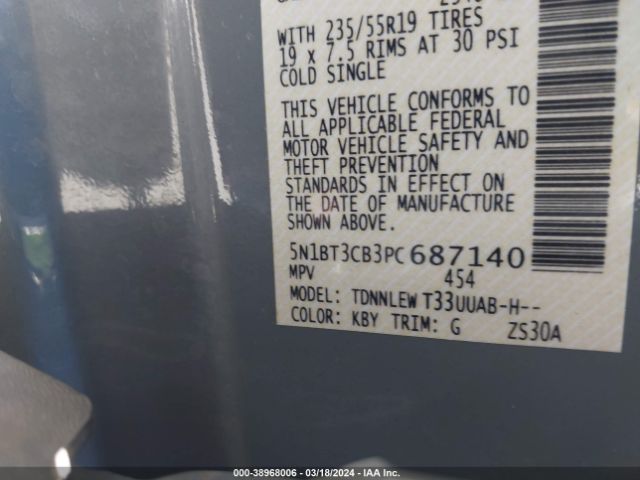 WITH 235/55R19 TIRES
19 x 7.5 RIMS AT 30 PSI
COLD SINGLE
THIS VEHICLE CONFORMS TO
ALL APPLICABLE FEDERAL
MOTOR VEHICLE SAFETY AND
THEFT PREVENTION
STANDARDS IN EFFECT ON
THE DATE OF MANUFACTURE
SHOWN ABOVE.
5N1BT3CB3PC687140
MPV 454
MODEL: TDNNLEW T33UUAB-H--
COLOR: KBY TRIM: G ZS30A
000-38968006 - 03/18/2024 - IAA Inc.